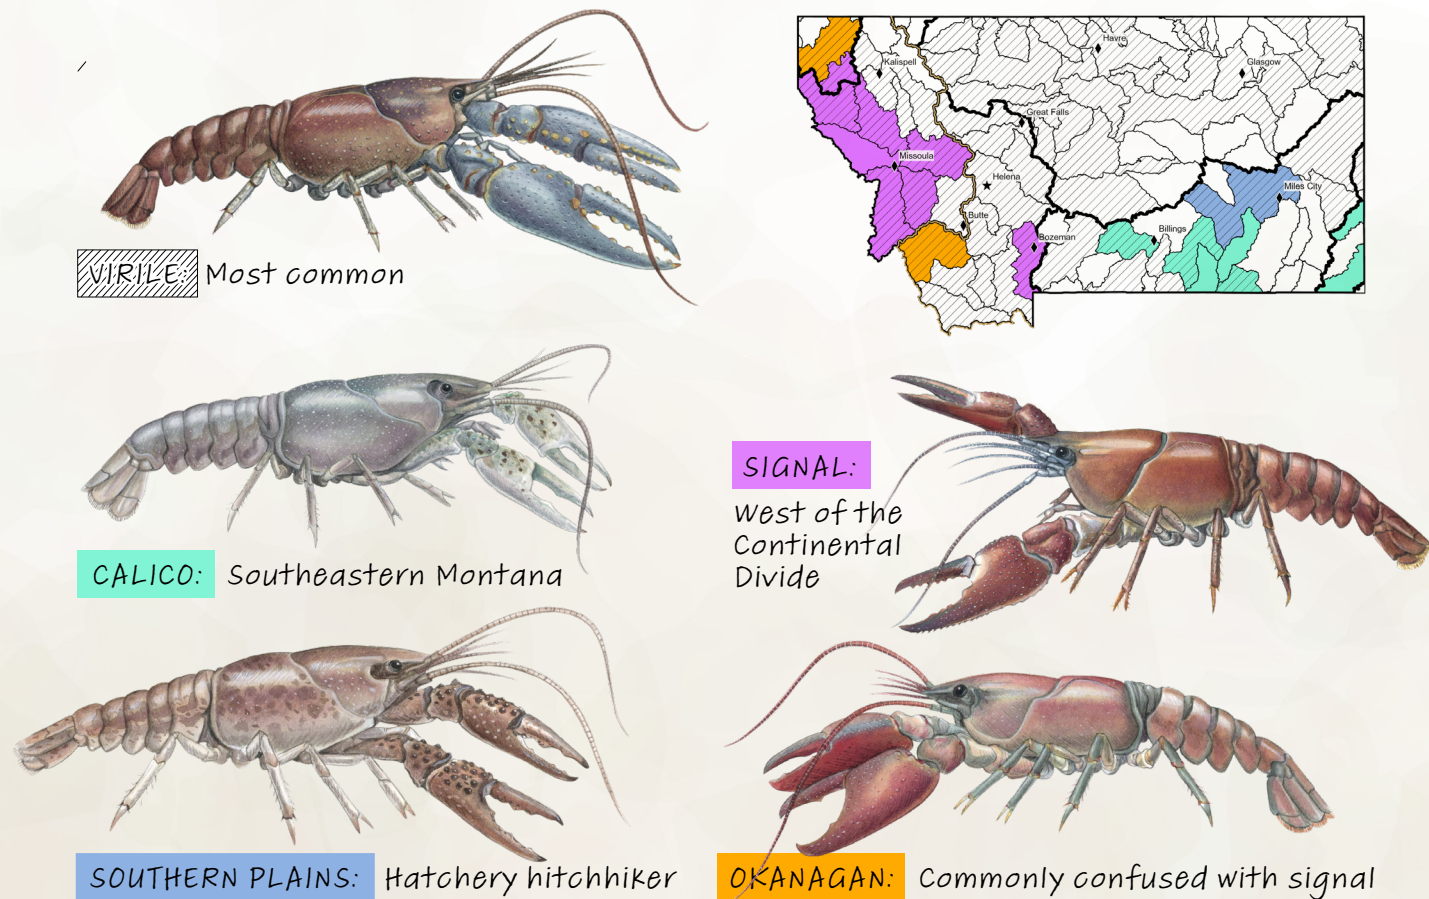 Kalispell
Havre
Glasgow
Great Falls
Missoula
Helena
Miles City
Butte
Billings
Bozeman
VIRILE: Most common
CALICO: Southeastern Montana
SIGNAL:
West of the
Continental
Divide
SOUTHERN PLAINS: Hatchery hitchhiker
OKANAGAN: Commonly confused with signal